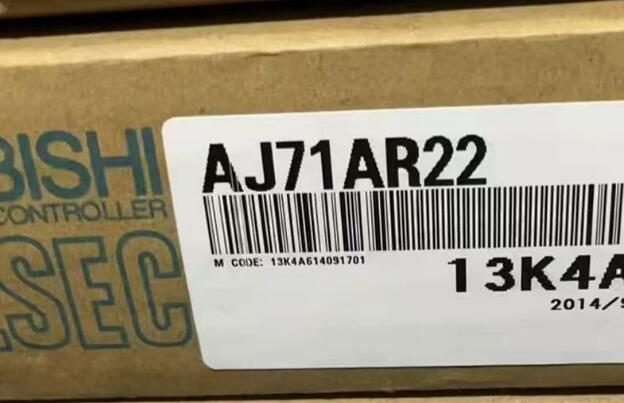 BISHI
CONTROLLER
SEC
AJ71AR22
M CODE: 13K4A614091701
13K4A
2014/